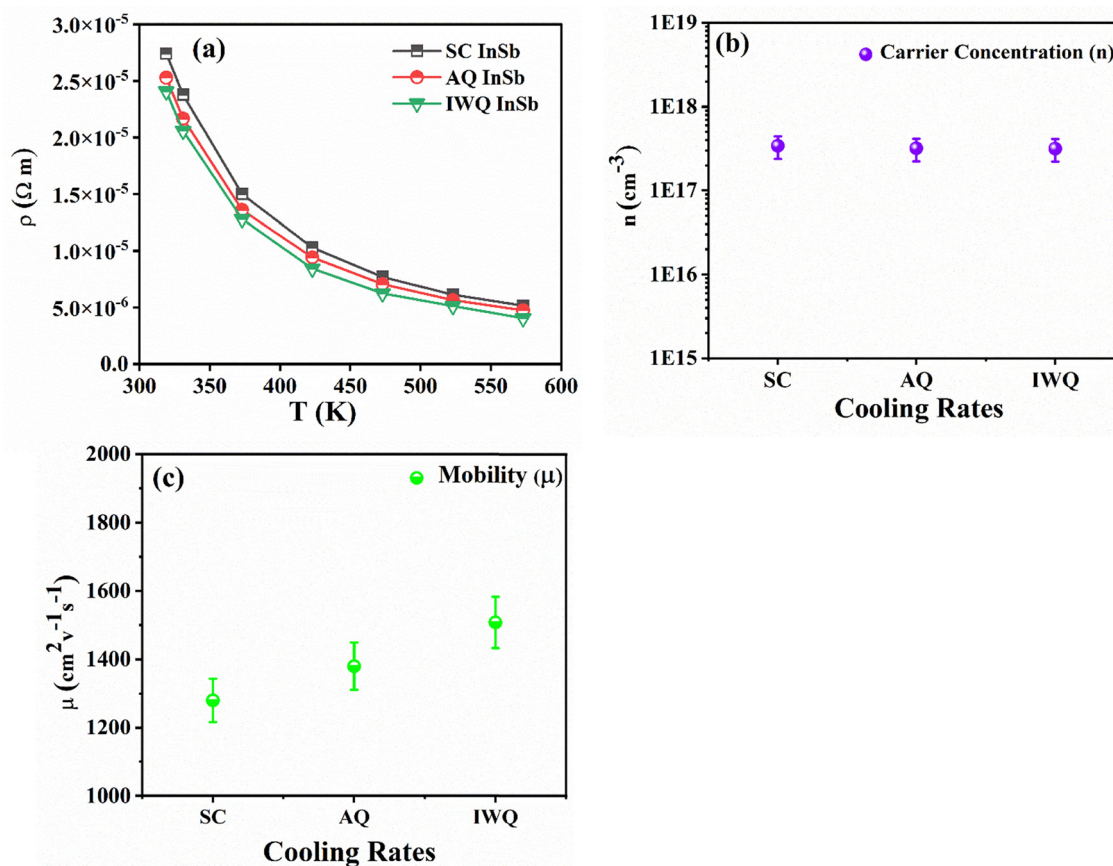 (a)
SC InSb
AQ InSb
IWQ InSb
3.0×10⁻⁵
2.5×10⁻⁵
2.0×10⁻⁵
1.5×10⁻⁵
1.0×10⁻⁵
5.0×10⁻⁶
0.0
ρ (Ω m)
300 350 400 450 500 550 600
T (K)
(b)
Carrier Concentration (n)
1E19
1E18
1E17
1E16
1E15
n (cm⁻³)
SC AQ IWQ
Cooling Rates
(c)
Mobility (μ)
2000
1800
1600
1400
1200
1000
μ (cm²v⁻¹s⁻¹)
SC AQ IWQ
Cooling Rates